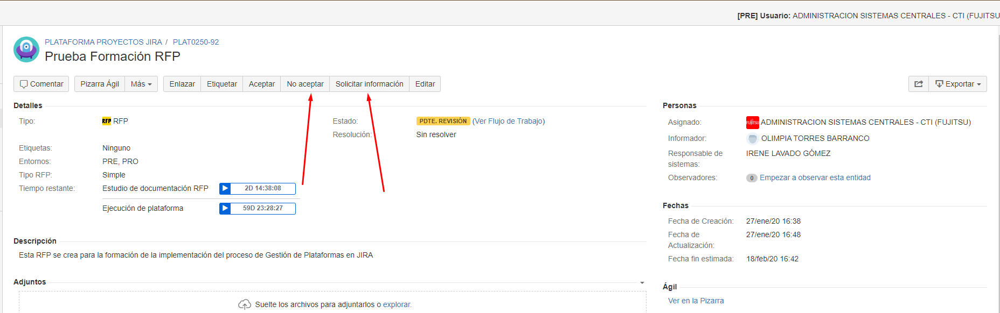 [PRE] Usuario: ADMINISTRACION SISTEMAS CENTRALES - CTI (FUJITSU
PLATAFORMA PROYECTOS JIRA / PLAT0250-92
Prueba Formación RFP
Comentar Pizarra Ágil Más Enlazar Etiquetar Aceptar No aceptar Solicitar información Editar Exportar
Detalles
Tipo: RFP RFP
Estado: PDTE. REVISIÓN (Ver Flujo de Trabajo)
Resolución: Sin resolver
Etiquetas: Ninguno
Entornos: PRE, PRO
Tipo RFP: Simple
Tiempo restante: Estudio de documentación RFP 2D 14:38:08
Ejecución de plataforma 59D 23:28:27
Descripción
Esta RFP se crea para la formación de la implementación del proceso de Gestión de Plataformas en JIRA
Adjuntos
Suelte los archivos para adjuntarlos o explorar.
Personas
Asignado: FUJITSU ADMINISTRACION SISTEMAS CENTRALES - CTI (FUJITSU)
Informador: OLIMPIA TORRES BARRANCO
Responsable de IRENE LAVADO GÓMEZ
sistemas:
Observadores: 0 Empezar a observar esta entidad
Fechas
Fecha de Creación: 27/ene/20 16:38
Fecha de 27/ene/20 16:48
Actualización:
Fecha fin estimada: 18/feb/20 16:42
Ágil
Ver en la Pizarra